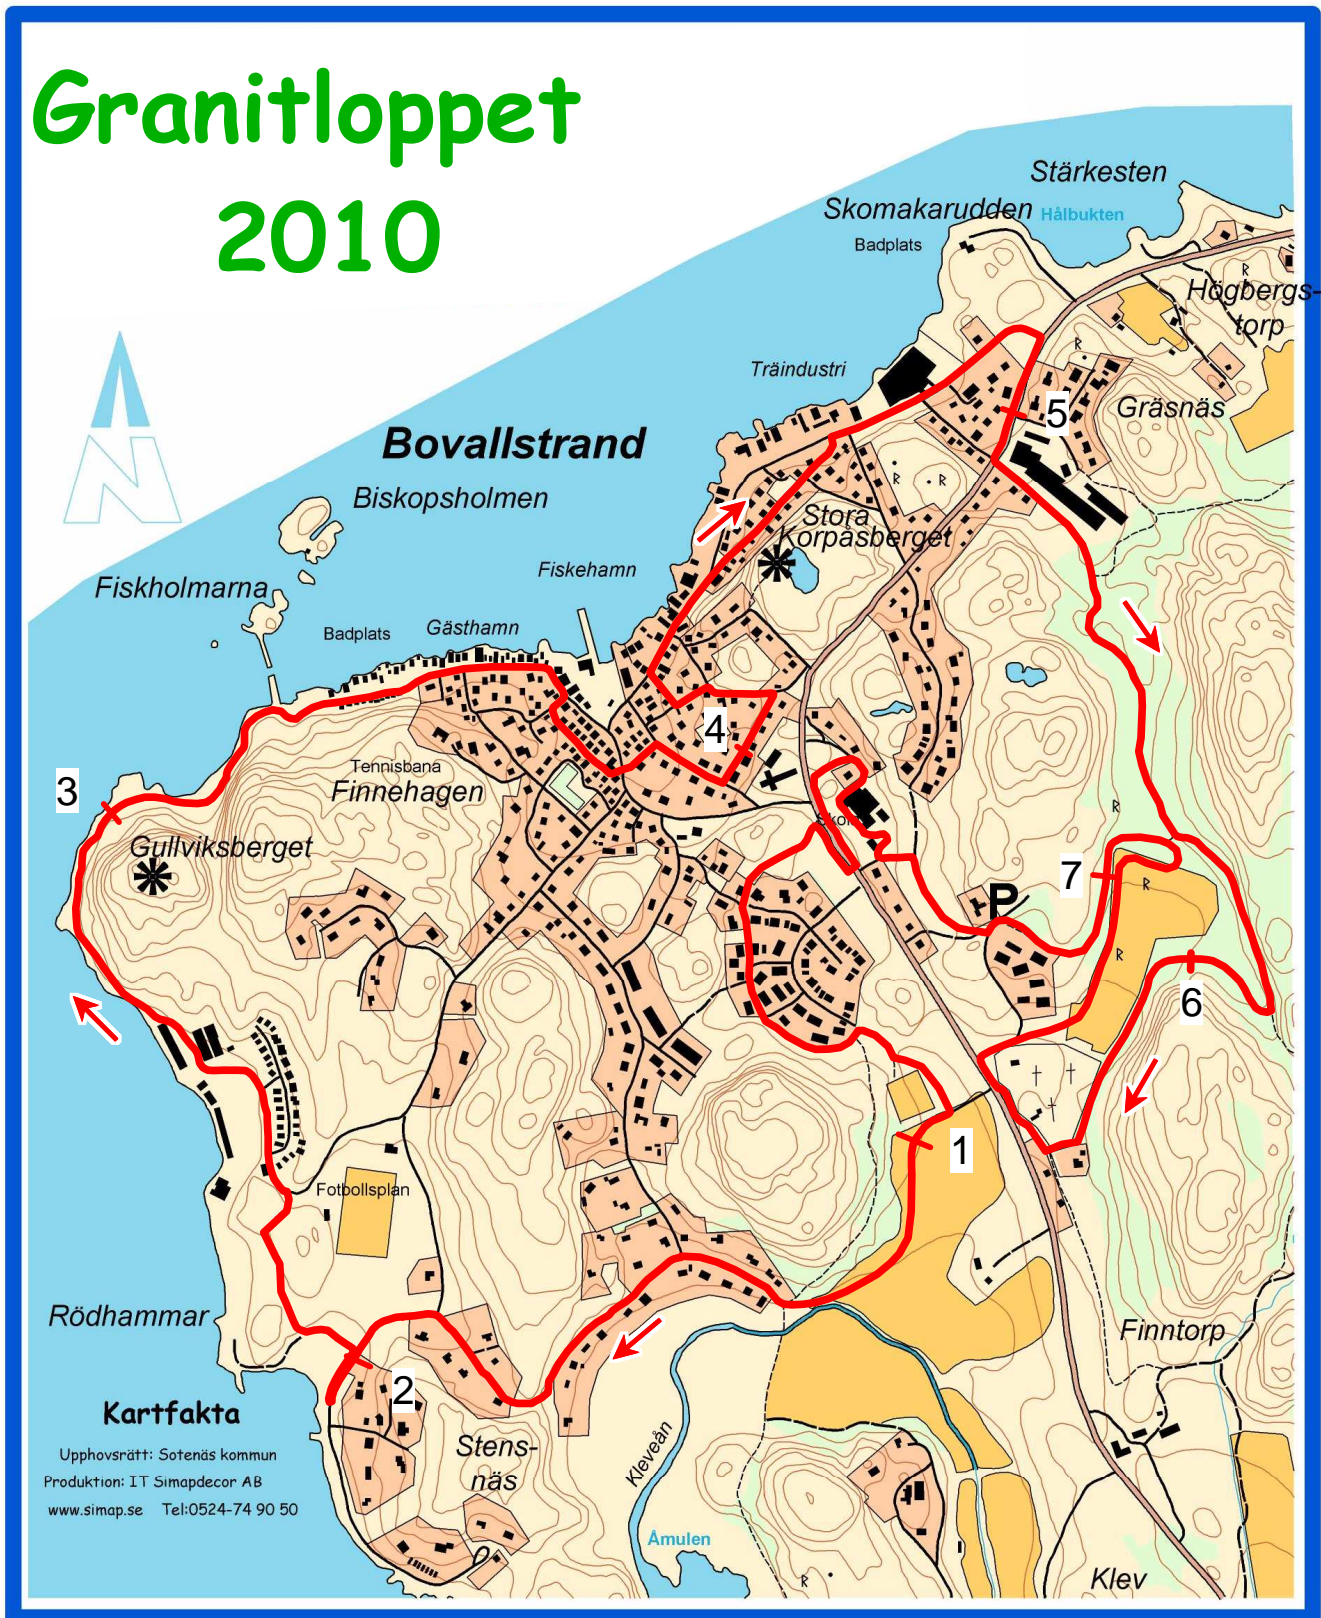 Granitloppet
2010
Stärkesten
Skomakarudden
Hålbukten
Badplats
Högbergs-
torp
Träindustri
Gräsnäs
5
Bovallstrand
Biskopsholmen
Stora
Korpåsberget
Fiskehamn
Fiskholmarna
Badplats
Gästhamn
4
Tennisbana
Finnehagen
3
Skola
Gullviksberget
7
P
6
1
Fotbollsplan
Rödhammar
Finntorp
2
Kartfakta
Upphovsrätt: Sotenäs kommun
Produktion: IT Simapdecor AB
www.simap.se Tel:0524-74 90 50
Stens-
näs
Kleveån
Åmulen
Klev